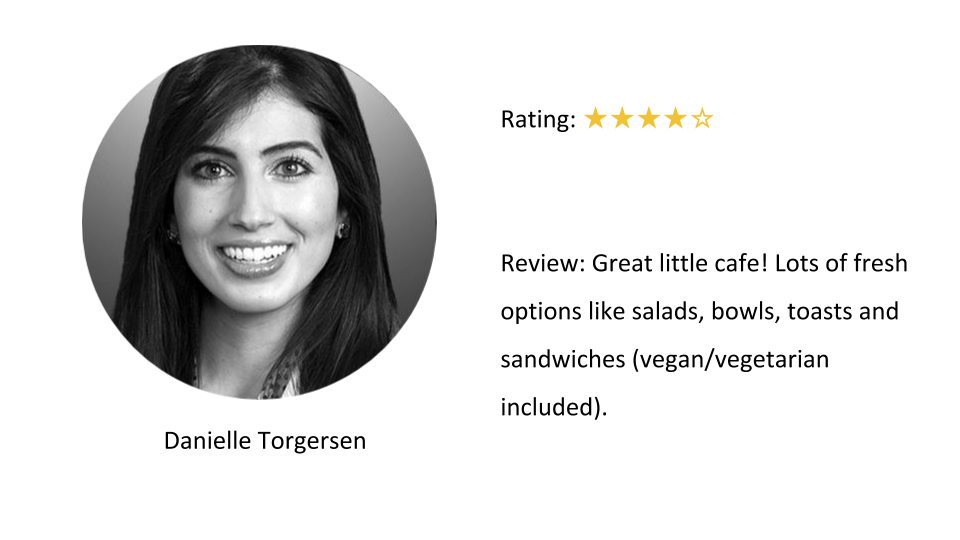 Rating: ★★★★☆
Review: Great little cafe! Lots of fresh
options like salads, bowls, toasts and
sandwiches (vegan/vegetarian
included).
Danielle Torgersen